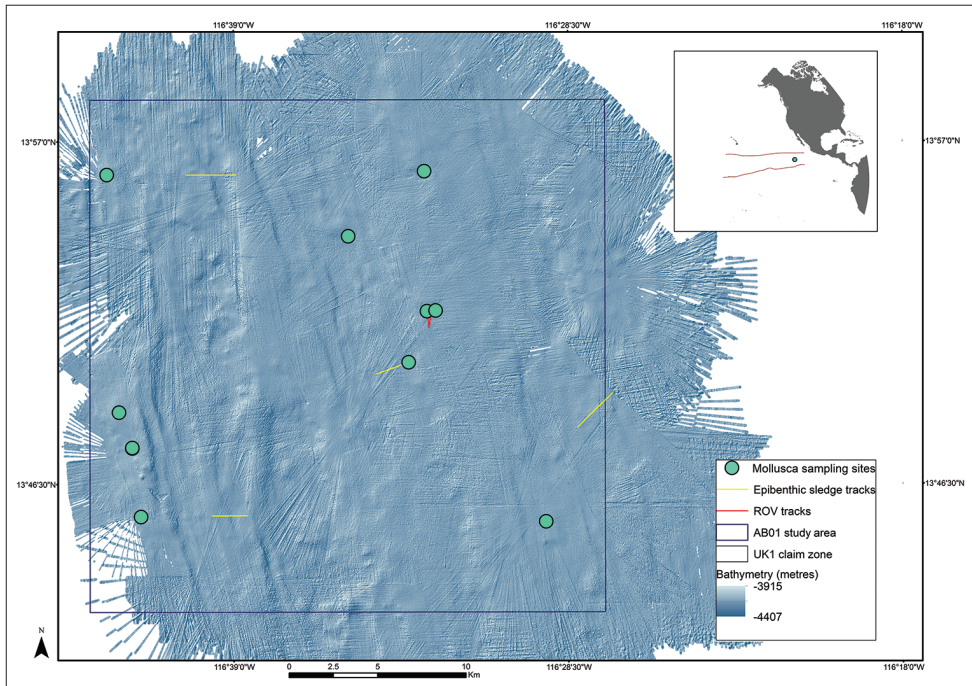 116°39'0"W 116°28'30"W 116°18'0"W
13°57'0"N 13°57'0"N
13°46'30"N 13°46'30"N
Mollusca sampling sites
Epibenthic sledge tracks
ROV tracks
AB01 study area
UK1 claim zone
Bathymetry (metres)
-3915
-4407
N
116°39'0"W 116°28'30"W 116°18'0"W
0 2.5 5 10
Km